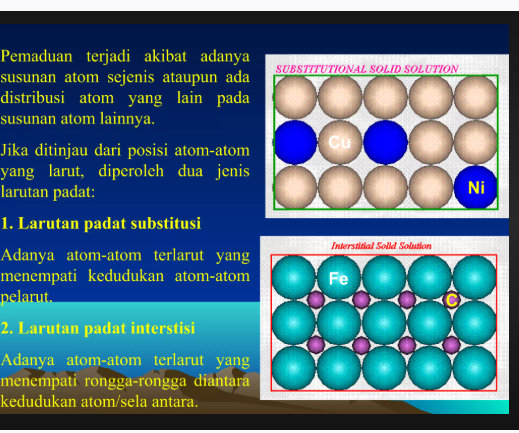 Pemaduan terjadi akibat adanya
susunan atom sejenis ataupun ada
distribusi atom yang lain pada
susunan atom lainnya.
Jika ditinjau dari posisi atom-atom
yang larut, diperoleh dua jenis
larutan padat:
1. Larutan padat substitusi
Adanya atom-atom terlarut yang
menempati kedudukan atom-atom
pelarut.
2. Larutan padat interstisi
Adanya atom-atom terlarut yang
menempati rongga-rongga diantara
kedudukan atom/sela antara.
SUBSTITUTIONAL SOLID SOLUTION
Cu
Ni
Interstitial Solid Solution
Fe
C